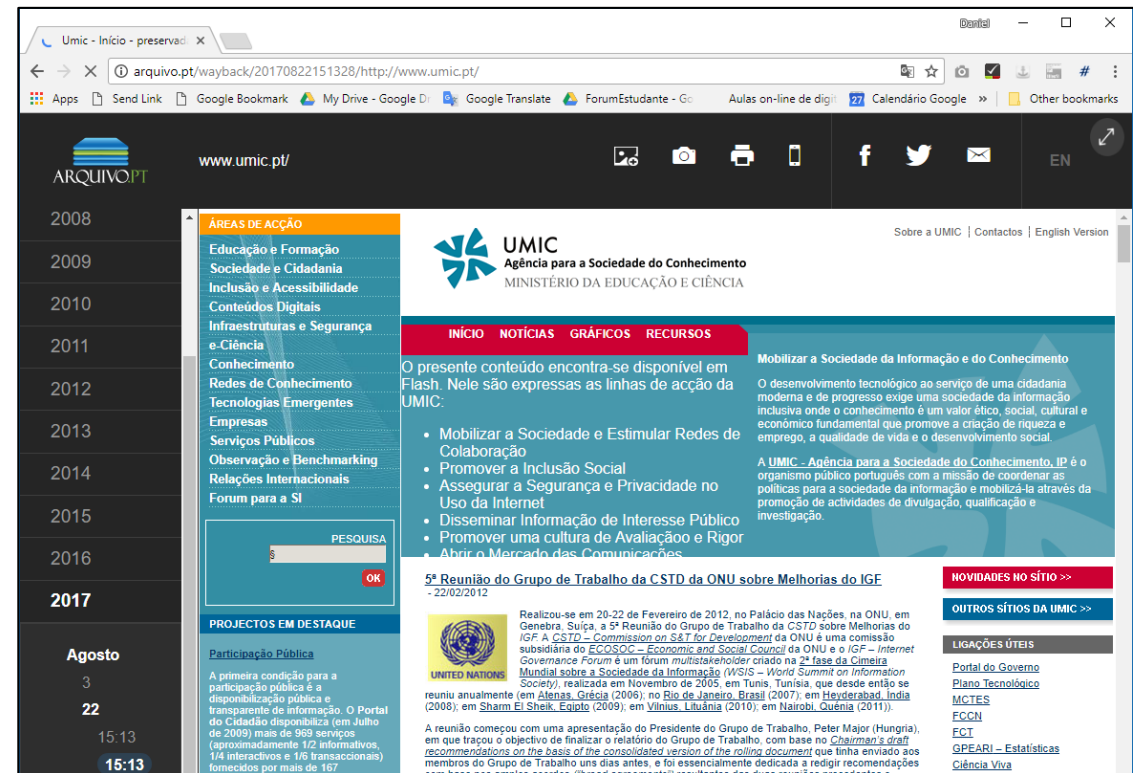 Daniel
Umic - Início - preservad
arquivo.pt/wayback/20170822151328/http://www.umic.pt/
Apps Send Link Google Bookmark My Drive - Google Dr Google Translate ForumEstudante - Go Aulas on-line de digit 27 Calendário Google » Other bookmarks
ARQUIVO.PT
www.umic.pt/
f
EN
2008
2009
2010
2011
2012
2013
2014
2015
2016
2017
Agosto
3
22
15:13
15:13
ÁREAS DE ACÇÃO
Educação e Formação
Sociedade e Cidadania
Inclusão e Acessibilidade
Conteúdos Digitais
Infraestruturas e Segurança
e-Ciência
Conhecimento
Redes de Conhecimento
Tecnologias Emergentes
Empresas
Serviços Públicos
Observação e Benchmarking
Relações Internacionais
Forum para a SI
PESQUISA
§
OK
PROJECTOS EM DESTAQUE
Participação Pública
A primeira condição para a
participação pública é a
disponibilização pública e
transparente de informação. O Portal
do Cidadão disponibiliza (em Julho
de 2009) mais de 969 serviços
(aproximadamente 1/2 informativos,
1/4 interactivos e 1/6 transaccionais)
fornecidos por mais de 167
UMIC
Agência para a Sociedade do Conhecimento
MINISTÉRIO DA EDUCAÇÃO E CIÊNCIA
Sobre a UMIC | Contactos | English Version
INÍCIO NOTÍCIAS GRÁFICOS RECURSOS
O presente conteúdo encontra-se disponível em
Flash. Nele são expressas as linhas de acção da
UMIC:
• Mobilizar a Sociedade e Estimular Redes de
Colaboração
• Promover a Inclusão Social
• Assegurar a Segurança e Privacidade no
Uso da Internet
• Disseminar Informação de Interesse Público
• Promover uma cultura de Avaliaçãoo e Rigor
• Abrir o Mercado das Comunicações
Mobilizar a Sociedade da Informação e do Conhecimento
O desenvolvimento tecnológico ao serviço de uma cidadania
moderna e de progresso exige uma sociedade da informação
inclusiva onde o conhecimento é um valor ético, social, cultural e
económico fundamental que promove a criação de riqueza e
emprego, a qualidade de vida e o desenvolvimento social.
A UMIC - Agência para a Sociedade do Conhecimento, IP é o
organismo público português com a missão de coordenar as
políticas para a sociedade da informação e mobilizá-la através da
promoção de actividades de divulgação, qualificação e
investigação.
5ª Reunião do Grupo de Trabalho da CSTD da ONU sobre Melhorias do IGF
- 22/02/2012
UNITED NATIONS
Realizou-se em 20-22 de Fevereiro de 2012, no Palácio das Nações, na ONU, em
Genebra, Suíça, a 5ª Reunião do Grupo de Trabalho da CSTD sobre Melhorias do
IGF. A CSTD – Commission on S&T for Development da ONU é uma comissão
subsidiária do ECOSOC – Economic and Social Council da ONU e o IGF – Internet
Governance Forum é um fórum multistakeholder criado na 2ª fase da Cimeira
Mundial sobre a Sociedade da Informação (WSIS – World Summit on Information
Society), realizada em Novembro de 2005, em Tunis, Tunísia, que desde então se
reuniu anualmente (em Atenas, Grécia (2006); no Rio de Janeiro, Brasil (2007); em Heyderabad, Índia
(2008); em Sharm El Sheik, Egipto (2009); em Vilnius, Lituânia (2010); em Nairobi, Quénia (2011)).
A reunião começou com uma apresentação do Presidente do Grupo de Trabalho, Peter Major (Hungria),
em que traçou o objectivo de finalizar o relatório do Grupo de Trabalho, com base no Chairman's draft
recommendations on the basis of the consolidated version of the rolling document que tinha enviado aos
membros do Grupo de Trabalho uns dias antes, e foi essencialmente dedicada a redigir recomendações
NOVIDADES NO SÍTIO >>
OUTROS SÍTIOS DA UMIC >>
LIGAÇÕES ÚTEIS
Portal do Governo
Plano Tecnológico
MCTES
FCCN
FCT
GPEARI – Estatísticas
Ciência Viva